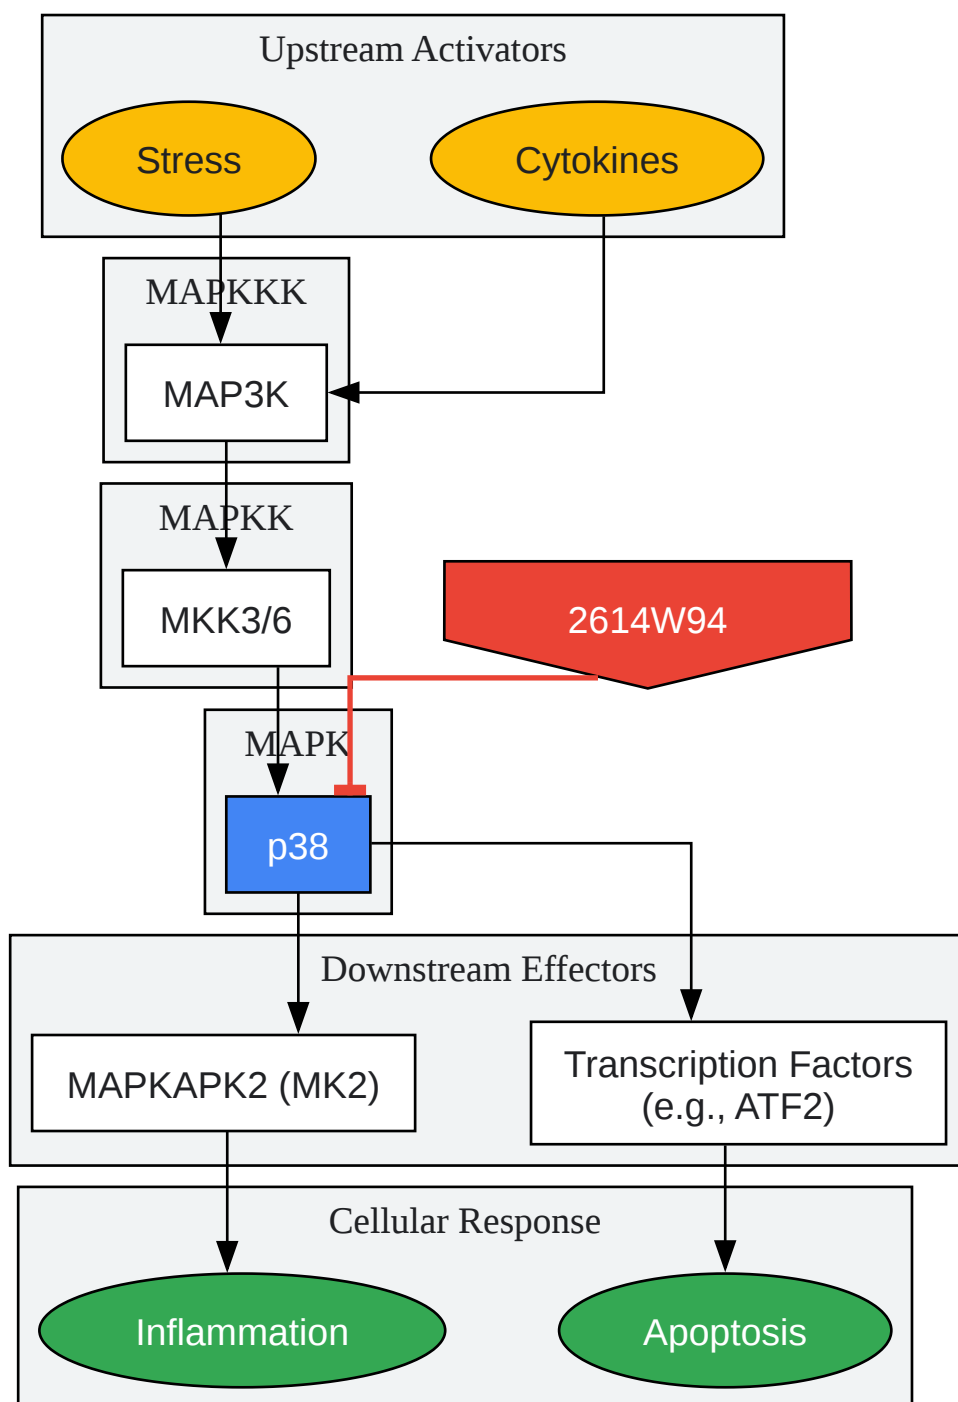 Upstream Activators
Stress
Cytokines
MAPKKK
MAP3K
MAPKK
MKK3/6
2614W94
MAPK
p38
Downstream Effectors
MAPKAPK2 (MK2)
Transcription Factors
(e.g., ATF2)
Cellular Response
Inflammation
Apoptosis